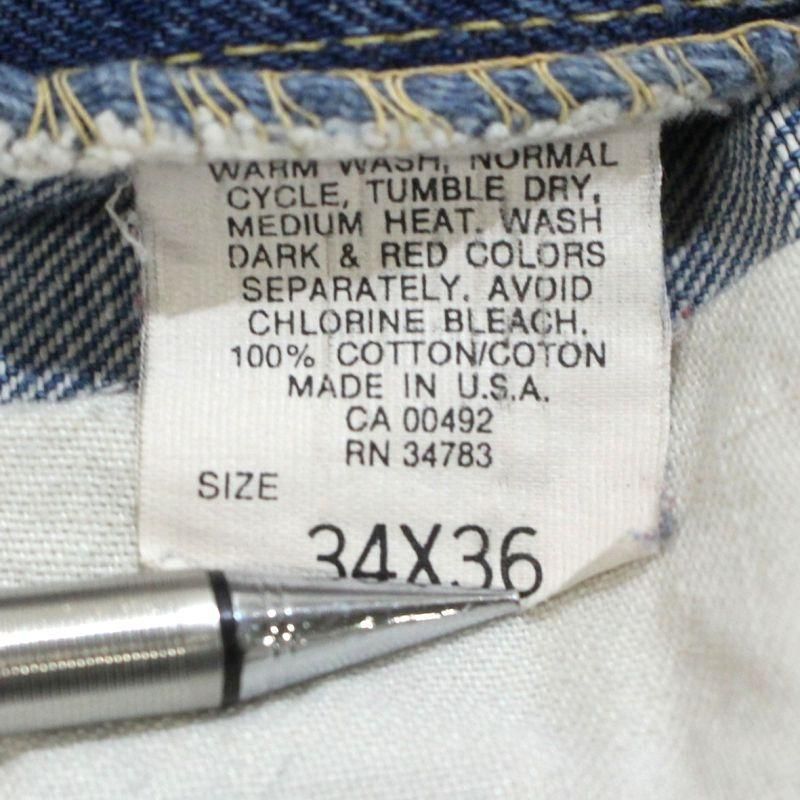 WARM WASH, NORMAL
CYCLE, TUMBLE DRY,
MEDIUM HEAT. WASH
DARK & RED COLORS
SEPARATELY. AVOID
CHLORINE BLEACH.
100% COTTON/COTON
MADE IN U.S.A.
CA 00492
RN 34783
SIZE
34X36